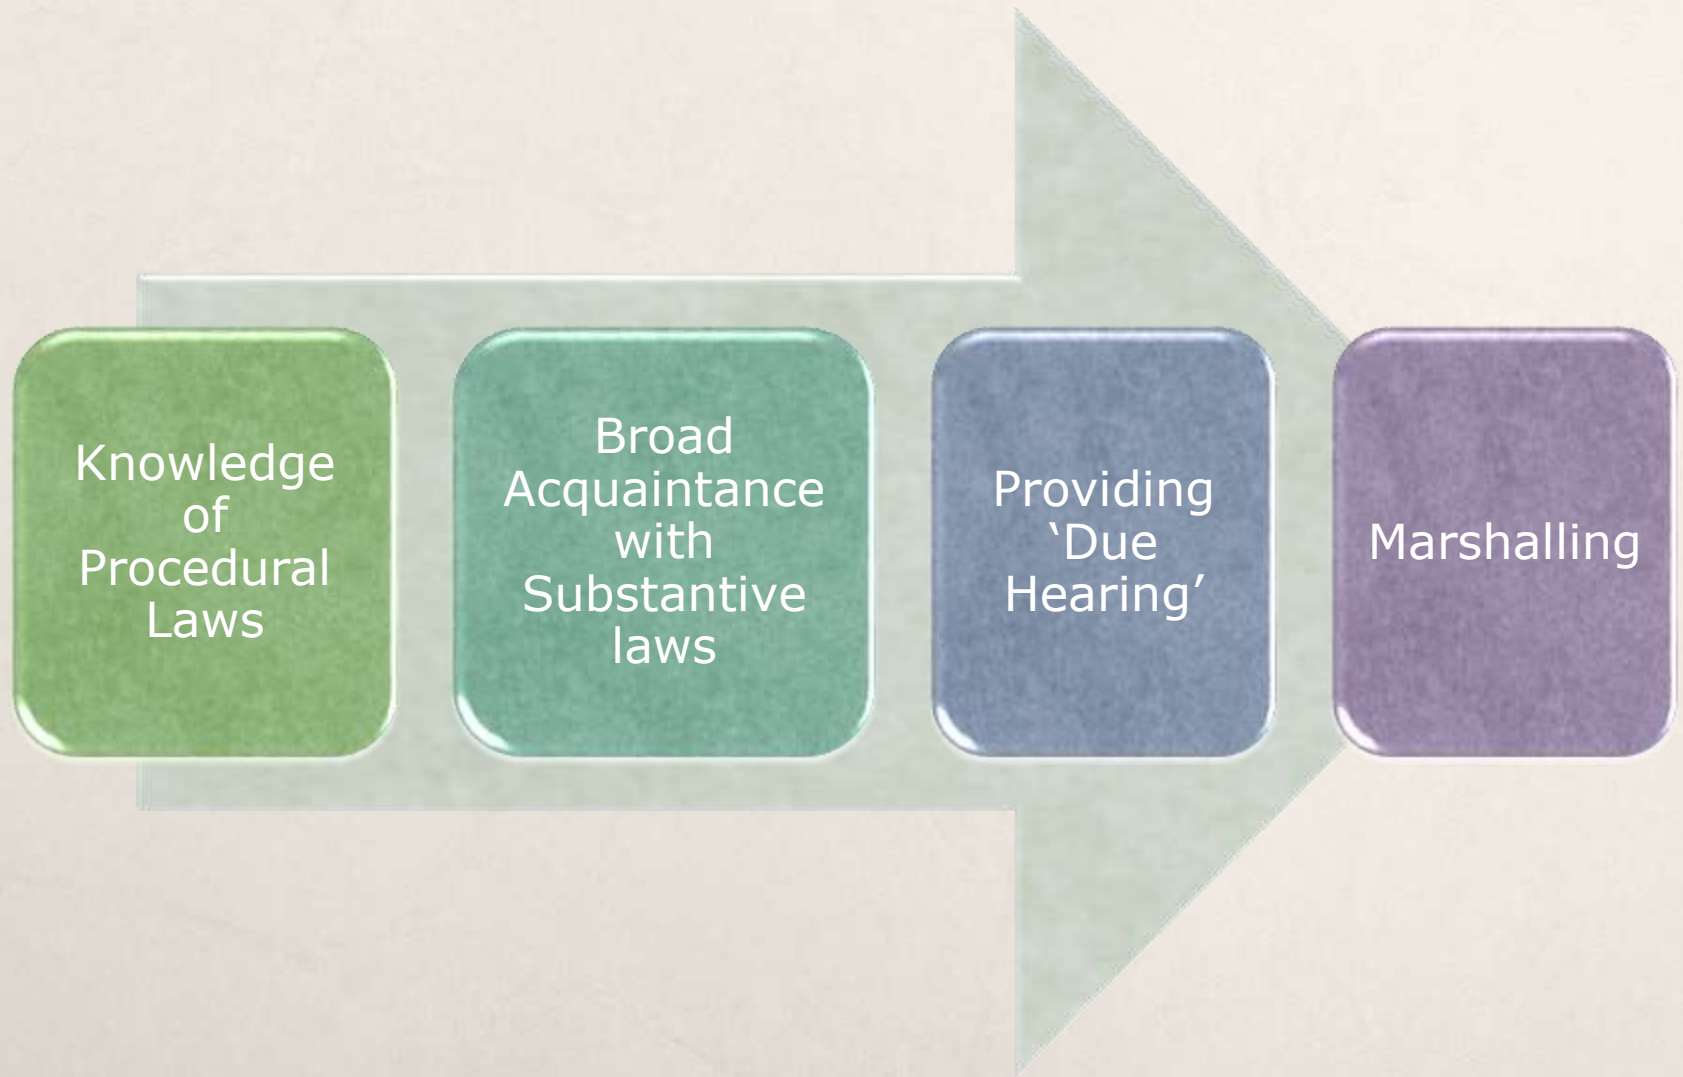 Knowledge
of
Procedural
Laws
Broad
Acquaintance
with
Substantive
laws
Providing
‘Due
Hearing’
Marshalling